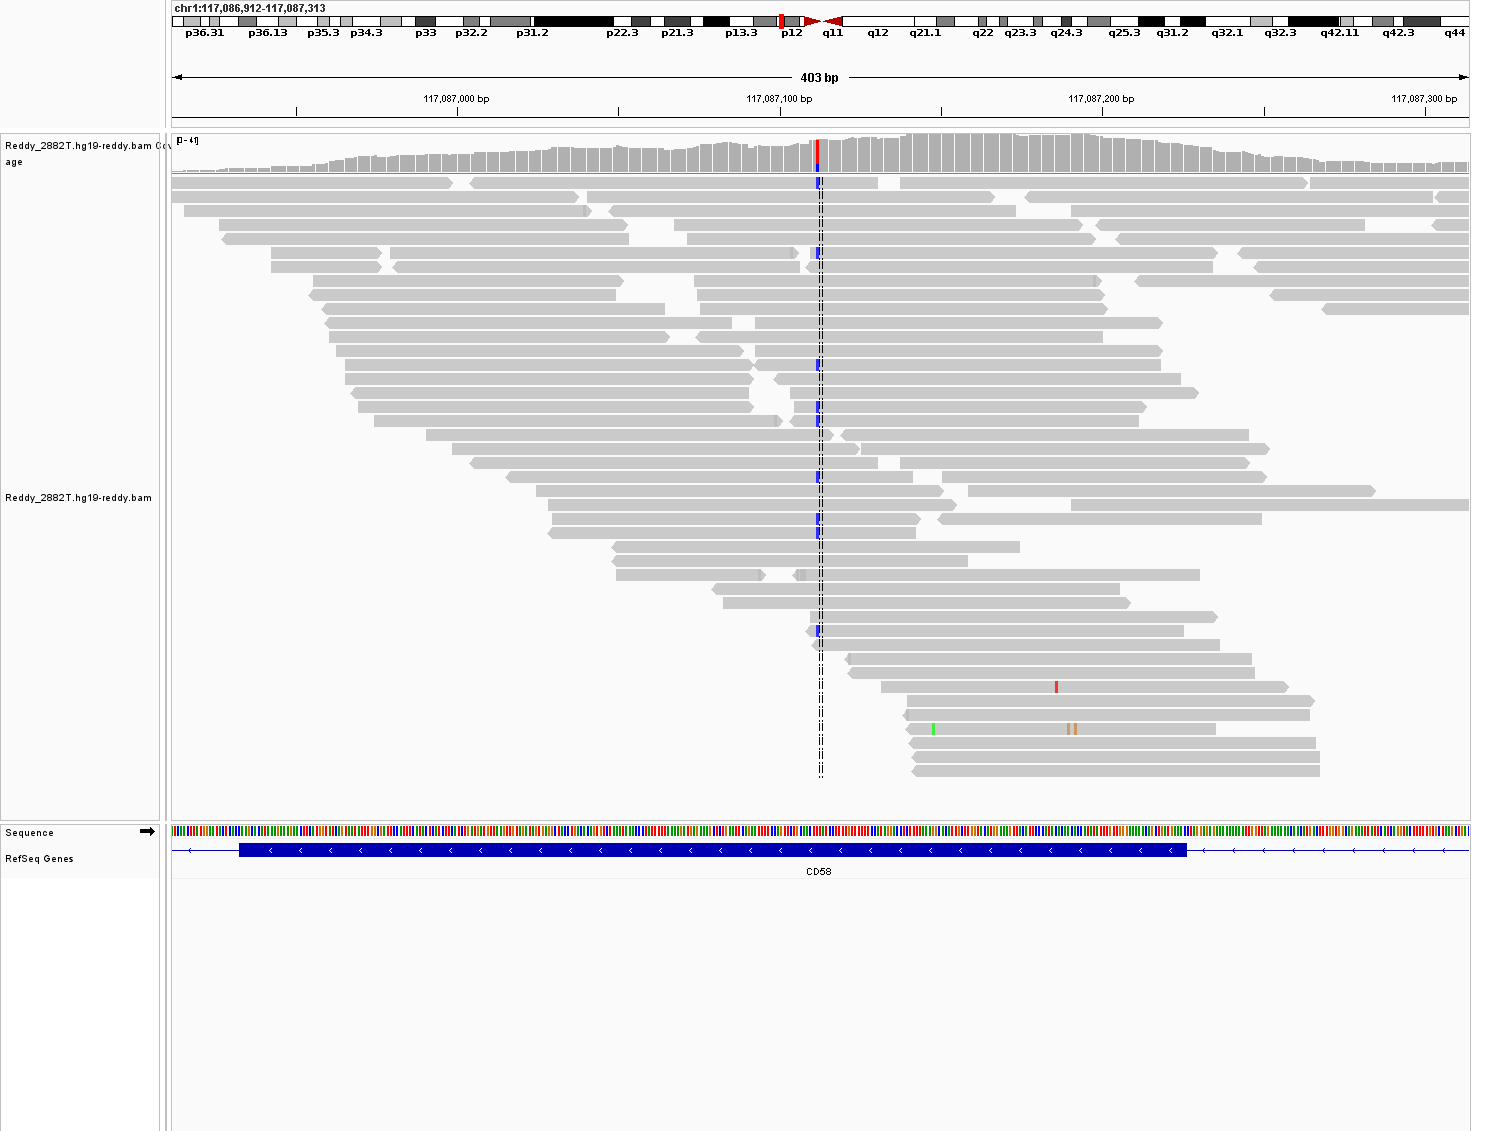 chr1:117,086,912-117,087,313
p36.31 p36.13 p35.3 p34.3 p33 p32.2 p31.2 p22.3 p21.3 p13.3 p12 q11 q12 q21.1 q22 q23.3 q24.3 q25.3 q31.2 q32.1 q32.3 q42.11 q42.3 q44
403 bp
117,087,000 bp 117,087,100 bp 117,087,200 bp 117,087,300 bp
[0 - 41]
Reddy_2882T.hg19-reddy.bam Cov
age
Reddy_2882T.hg19-reddy.bam
Sequence
RefSeq Genes
CD58